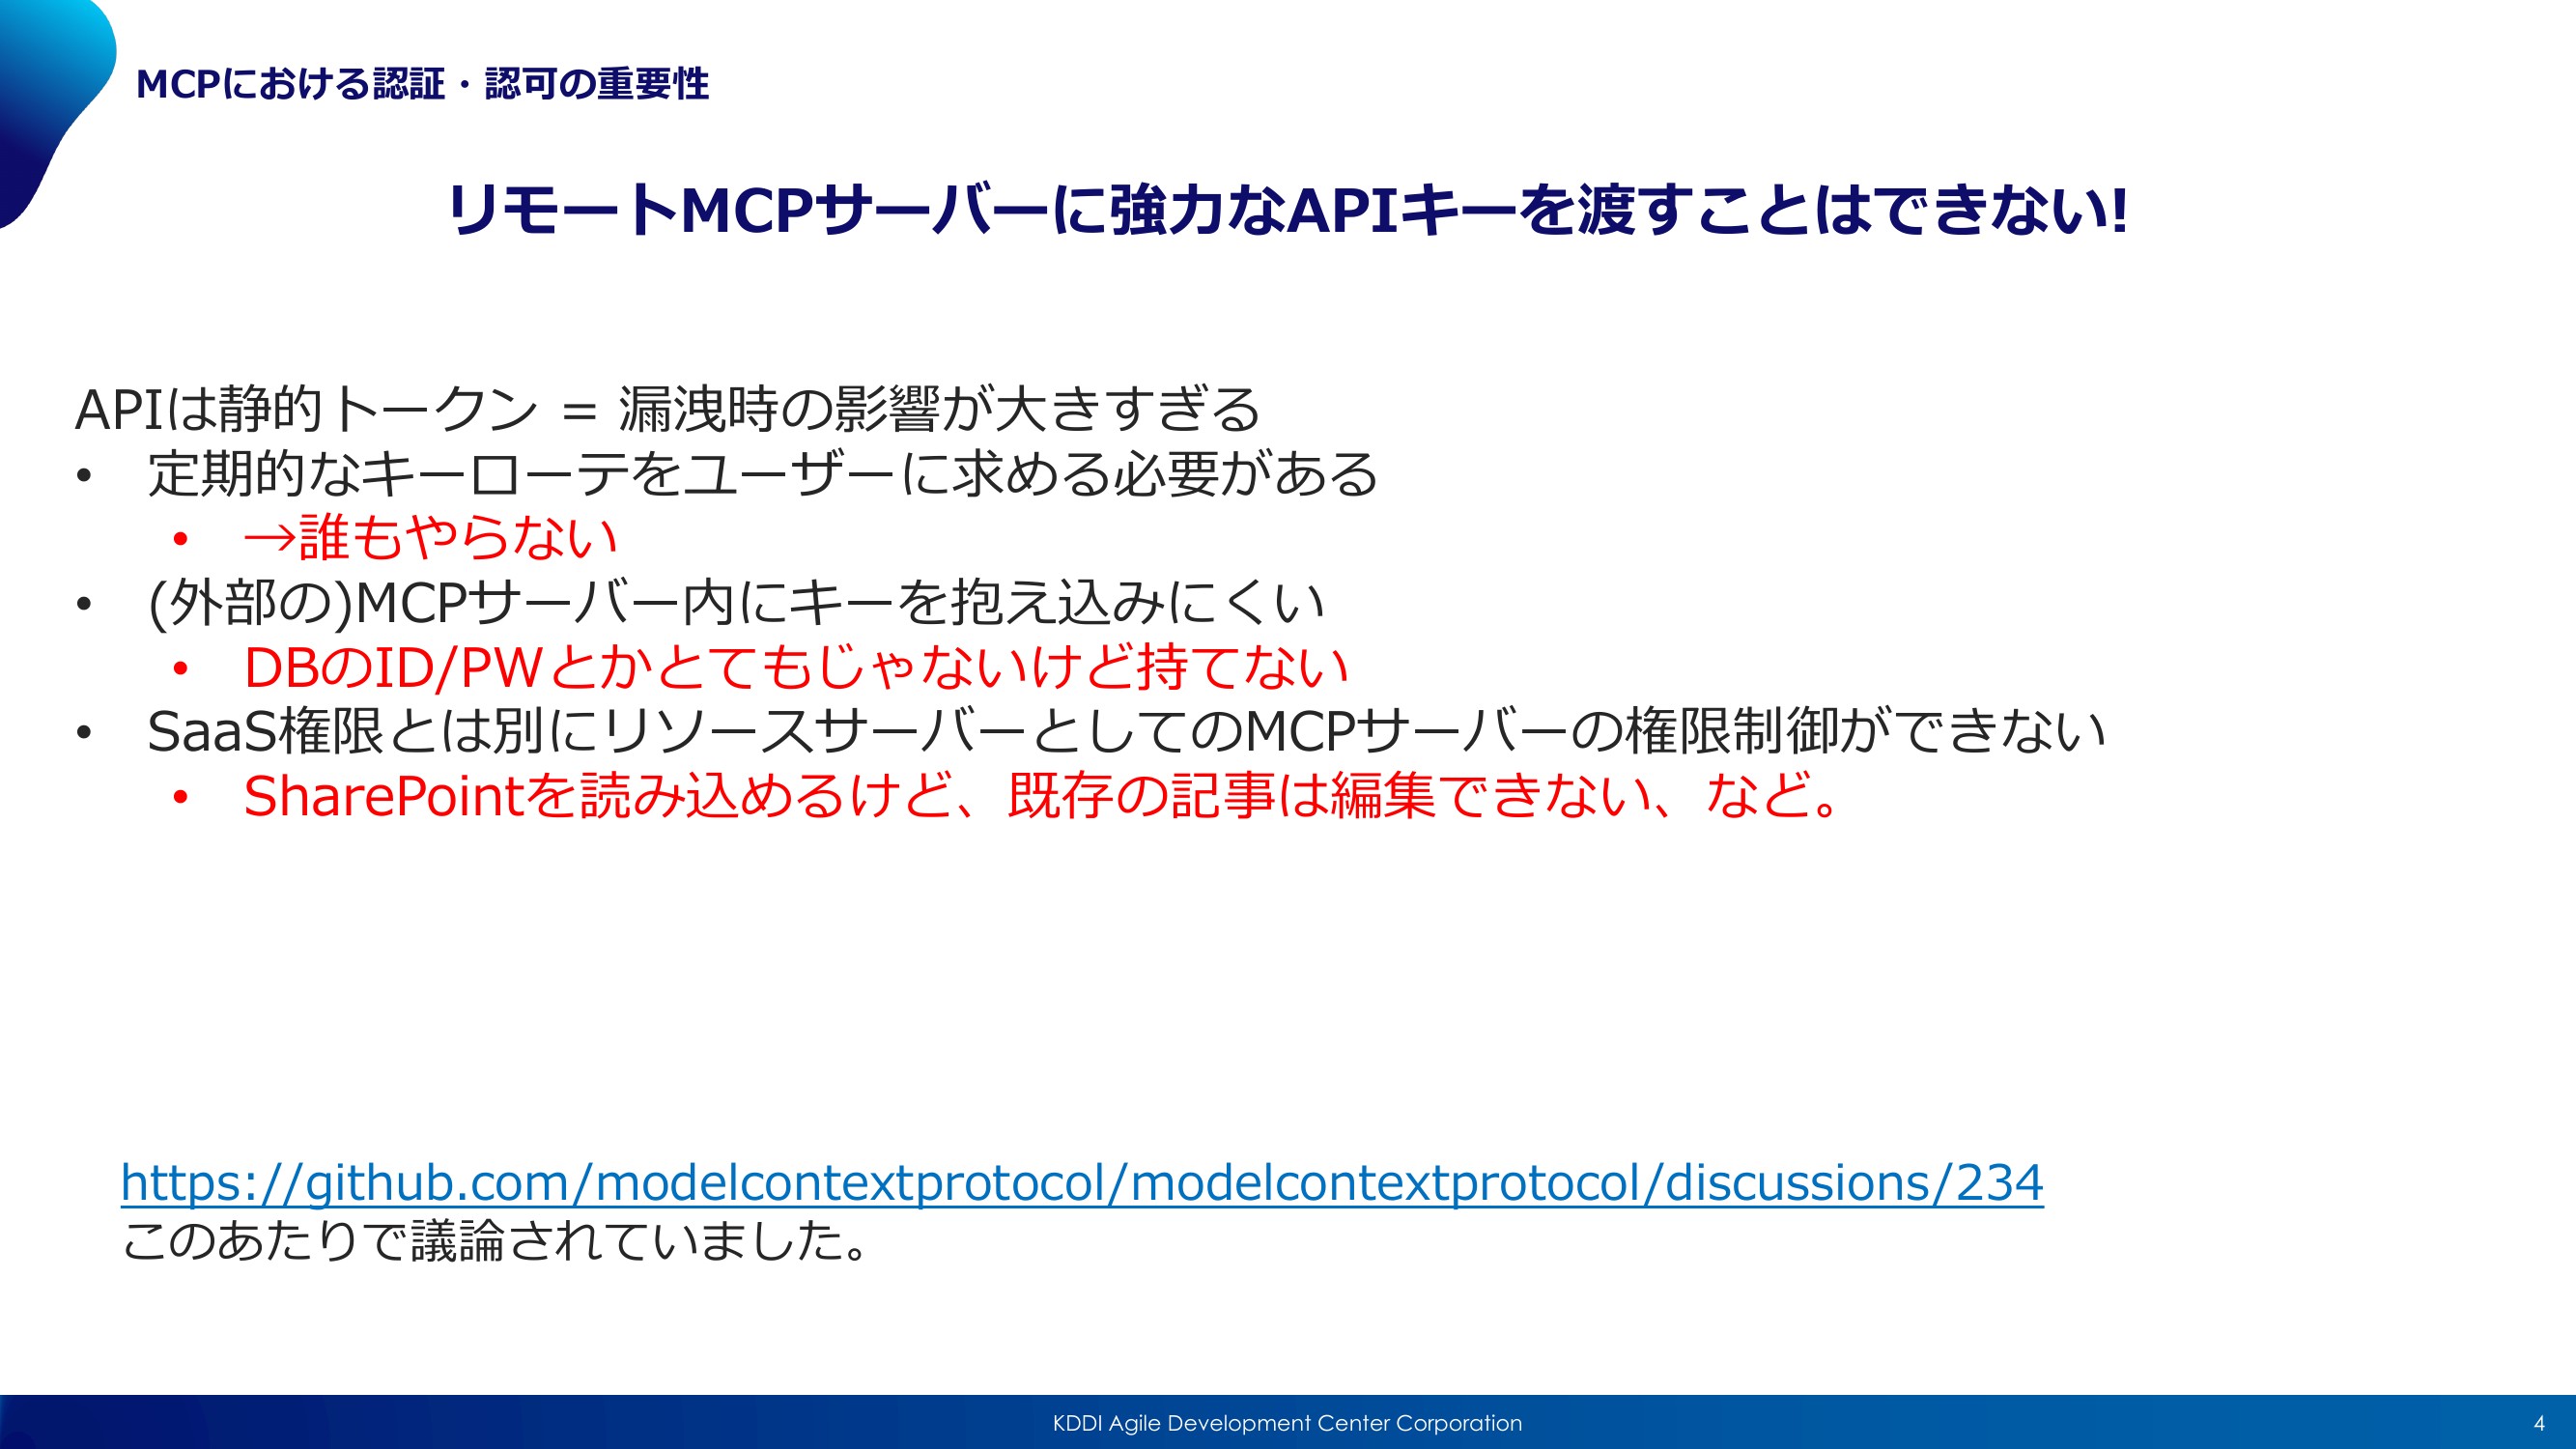 MCPにおける認証・認可の重要性
リモートMCPサーバーに強力なAPIキーを渡すことはできない!
APIは静的トークン = 漏洩時の影響が大きすぎる
• 定期的なキーローテをユーザーに求める必要がある
• →誰もやらない
• (外部の)MCPサーバー内にキーを抱え込みにくい
• DBのID/PWとかとてもじゃないけど持てない
• SaaS権限とは別にリソースサーバーとしてのMCPサーバーの権限制御ができない
• SharePointを読み込めるけど、既存の記事は編集できない、など。
https://github.com/modelcontextprotocol/modelcontextprotocol/discussions/234
このあたりで議論されていました。
KDDI Agile Development Center Corporation
4